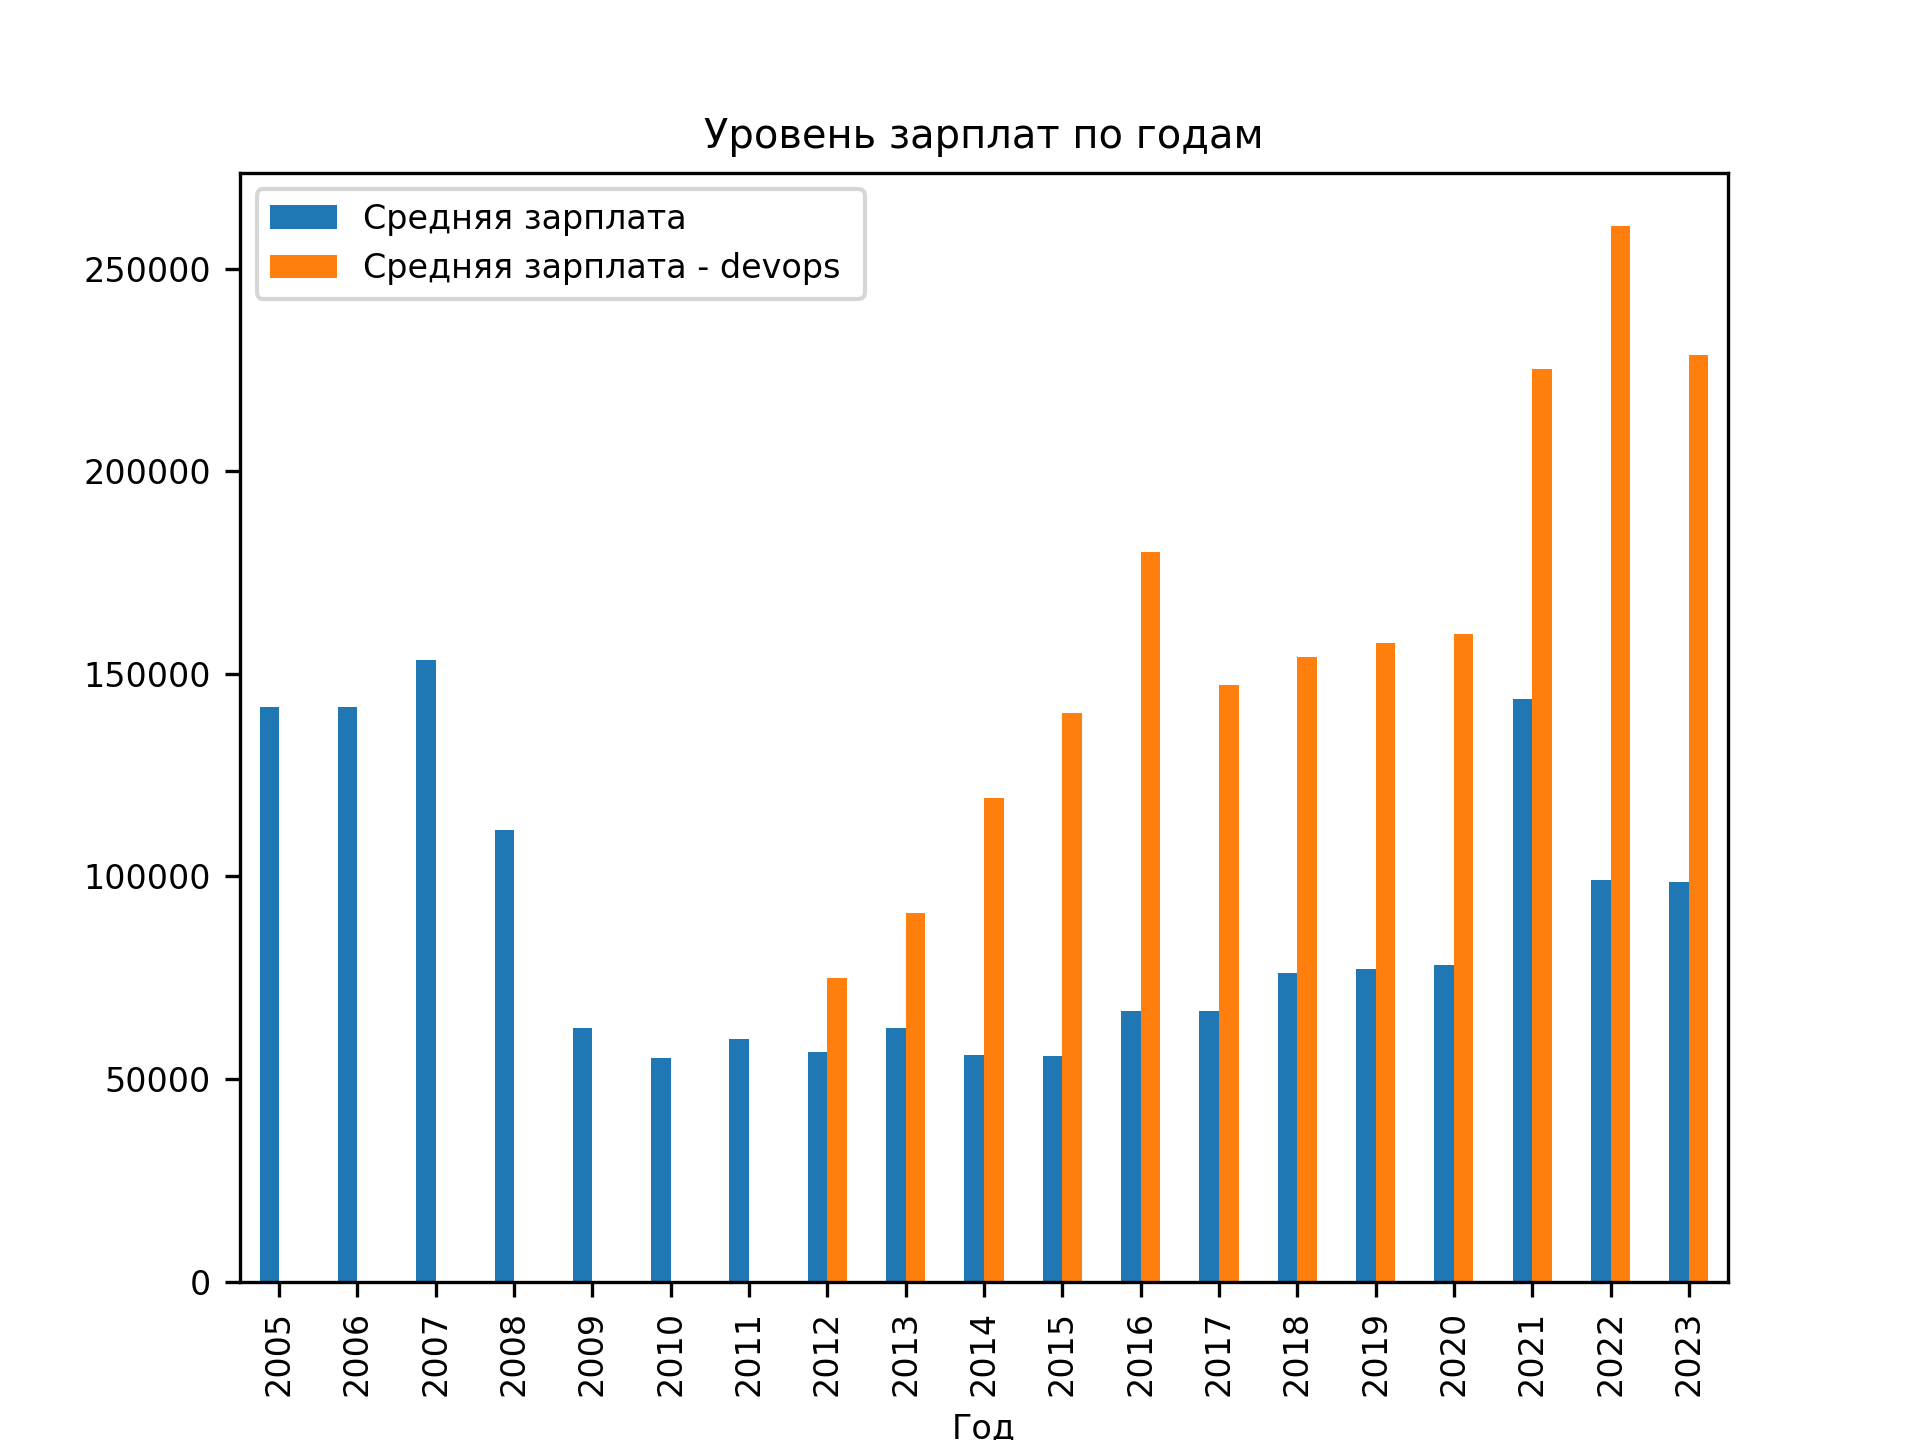 Уровень зарплат по годам
Средняя зарплата
Средняя зарплата - devops
250000
200000
150000
100000
50000
0
2005 2006 2007 2008 2009 2010 2011 2012 2013 2014 2015 2016 2017 2018 2019 2020 2021 2022 2023
Год